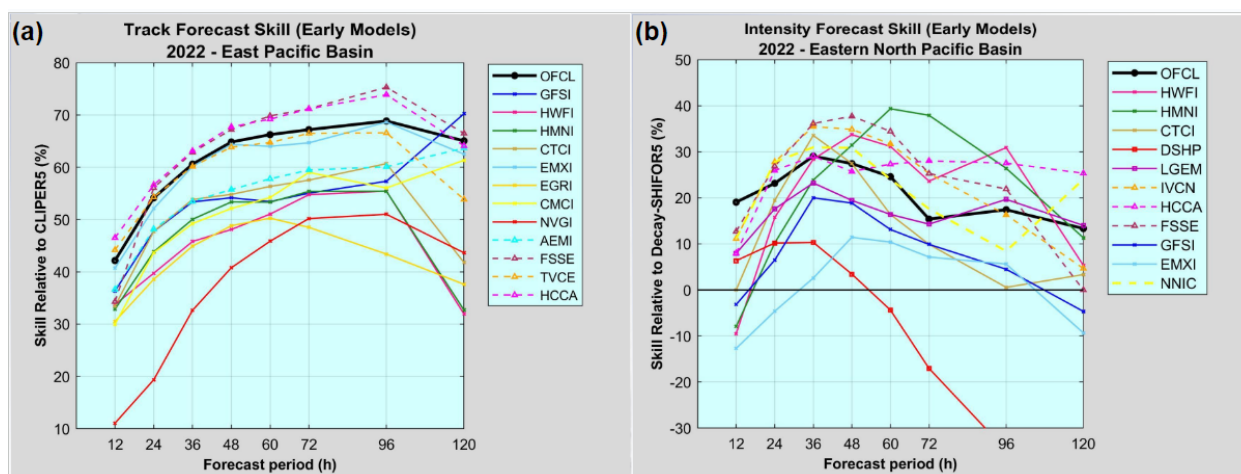 (a)
Track Forecast Skill (Early Models)
2022 - East Pacific Basin
Skill Relative to CLIPER5 (%)
80
70
60
50
40
30
20
10
12 24 36 48 60 72 96 120
Forecast period (h)
OFCL
GFSI
HWFI
HMNI
CTCI
EMXI
EGRI
CMCI
NVGI
AEMI
FSSE
TVCE
HCCA
(b)
Intensity Forecast Skill (Early Models)
2022 - Eastern North Pacific Basin
Skill Relative to Decay-SHIFOR5 (%)
50
40
30
20
10
0
-10
-20
-30
12 24 36 48 60 72 96 120
Forecast period (h)
OFCL
HWFI
HMNI
CTCI
DSHP
LGEM
IVCN
HCCA
FSSE
GFSI
EMXI
NNIC